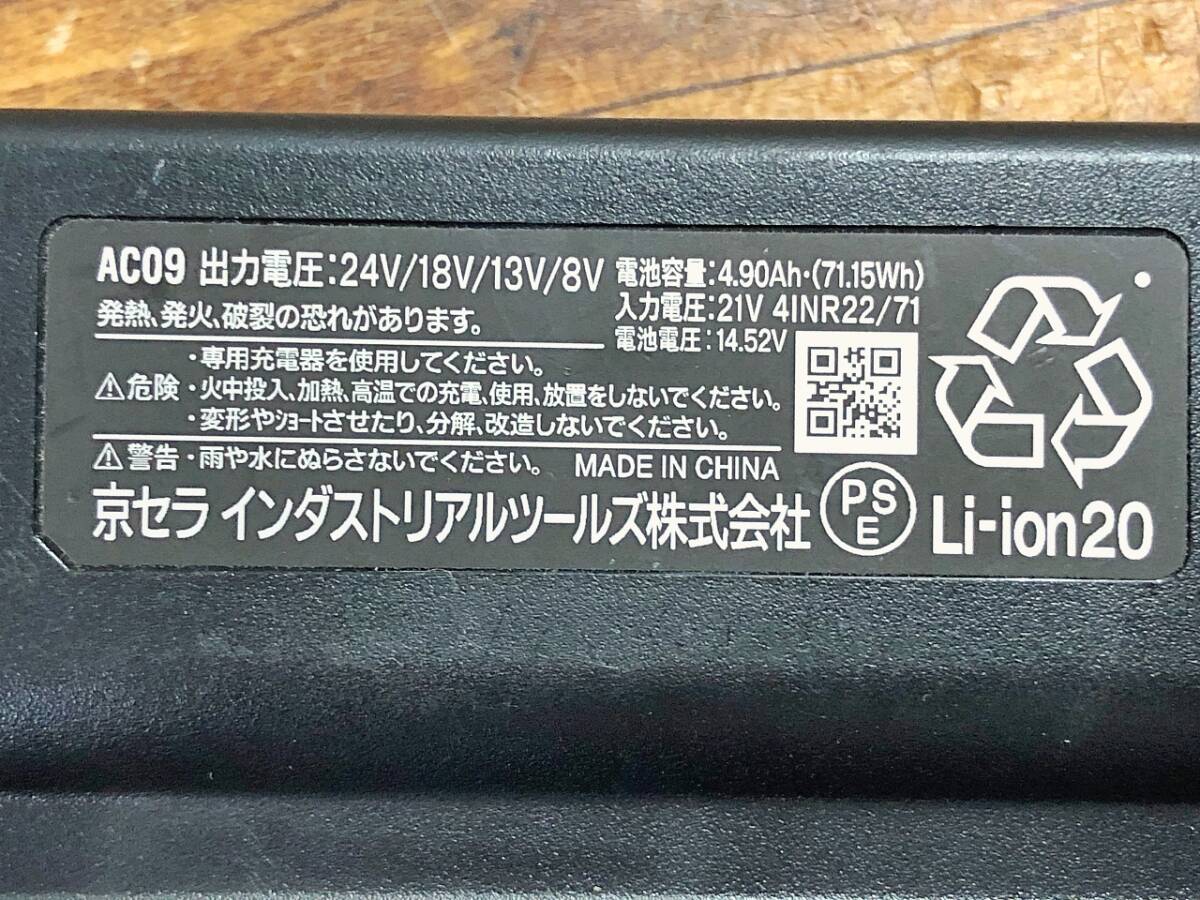 AC09 出力電圧:24V/18V/13V/8V
発熱、発火、破裂の恐れがあります。
電池容量:4.90Ah・(71.15Wh)
入力電圧:21V 4INR22/71
電池電圧:14.52V
⚠危険
・専用充電器を使用してください。
・火中投入、加熱、高温での充電、使用、放置をしないでください。
・変形やショートさせたり、分解、改造しないでください。
⚠警告・雨や水にぬらさないでください。
MADE IN CHINA
京セラ インダストリアルツールズ株式会社
PS
E
Li-ion20